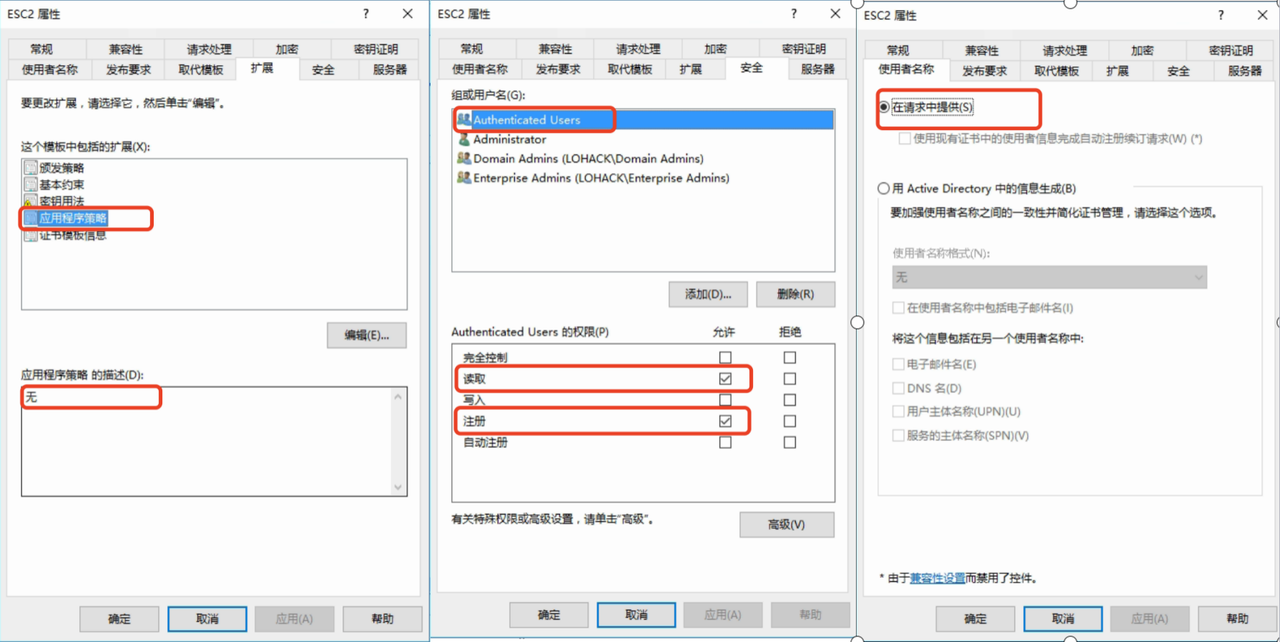 ESC2 属性
?
×
常规
兼容性
请求处理
加密
密钥证明
使用者名称
发布要求
取代模板
扩展
安全
服务器
要更改扩展，请选择它，然后单击“编辑”。
这个模板中包括的扩展(X):
颁发策略
基本约束
密钥用法
应用程序策略
证书模板信息
编辑(E)...
应用程序策略 的描述(D):
无
确定
取消
应用(A)
帮助
ESC2 属性
?
×
常规
兼容性
请求处理
加密
密钥证明
使用者名称
发布要求
取代模板
扩展
安全
服务器
组或用户名(G):
Authenticated Users
Administrator
Domain Admins (LOHACK\Domain Admins)
Enterprise Admins (LOHACK\Enterprise Admins)
添加(D)...
删除(R)
Authenticated Users 的权限(P)
允许
拒绝
完全控制
读取
写入
注册
自动注册
有关特殊权限或高级设置，请单击“高级”。
高级(V)
确定
取消
应用(A)
帮助
ESC2 属性
?
×
常规
兼容性
请求处理
加密
密钥证明
使用者名称
发布要求
取代模板
扩展
安全
服务器
在请求中提供(S)
使用现有证书中的使用者信息完成自动注册续订请求(W) (*)
用 Active Directory 中的信息生成(B)
要加强使用者名称之间的一致性并简化证书管理，请选择这个选项。
使用者名称格式(N):
无
在使用者名称中包括电子邮件名(I)
将这个信息包括在另一个使用者名称中:
电子邮件名(E)
DNS 名(D)
用户主体名称(UPN)(U)
服务的主体名称(SPN)(V)
* 由于兼容性设置而禁用了控件。
确定
取消
应用(A)
帮助